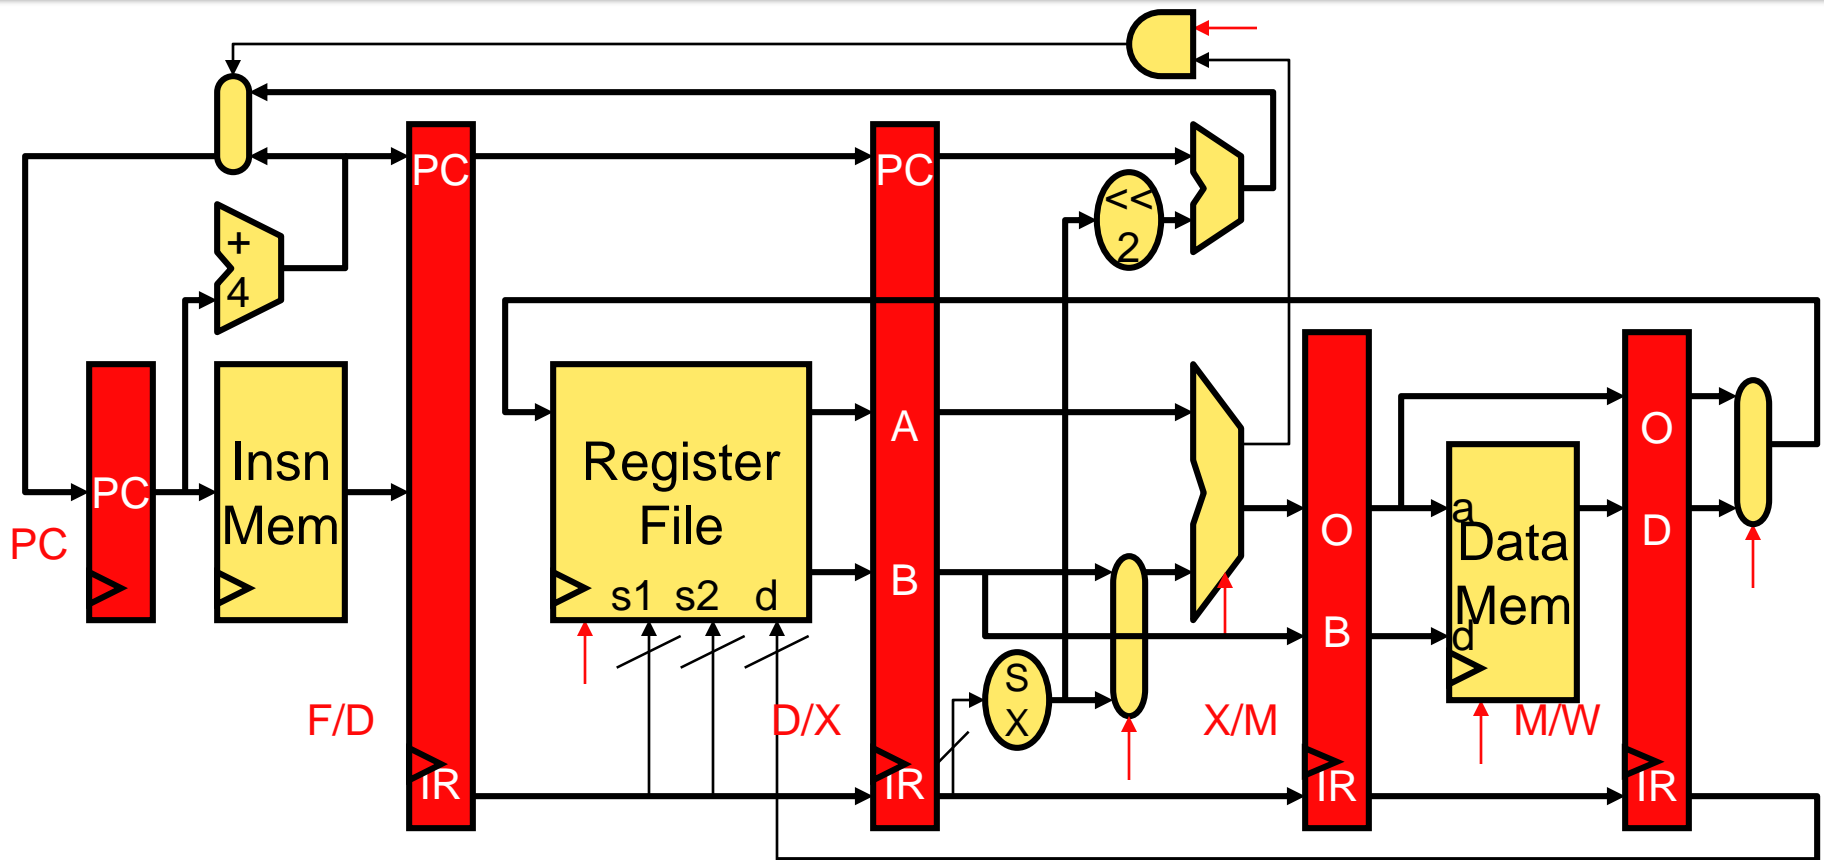 PC
PC
<<
2
+
4
A
O
Insn
Mem
Register
File
PC
O
D
a
Data
Mem
PC
B
s1 s2 d
B
d
S
X
F/D
D/X
X/M
M/W
IR
IR
IR
IR